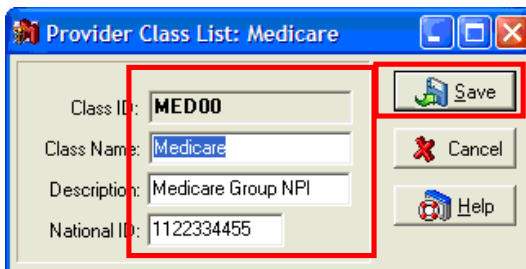 Provider Class List: Medicare
Class ID: MED00
Save
Class Name: Medicare
Cancel
Description: Medicare Group NPI
Help
National ID: 1122334455